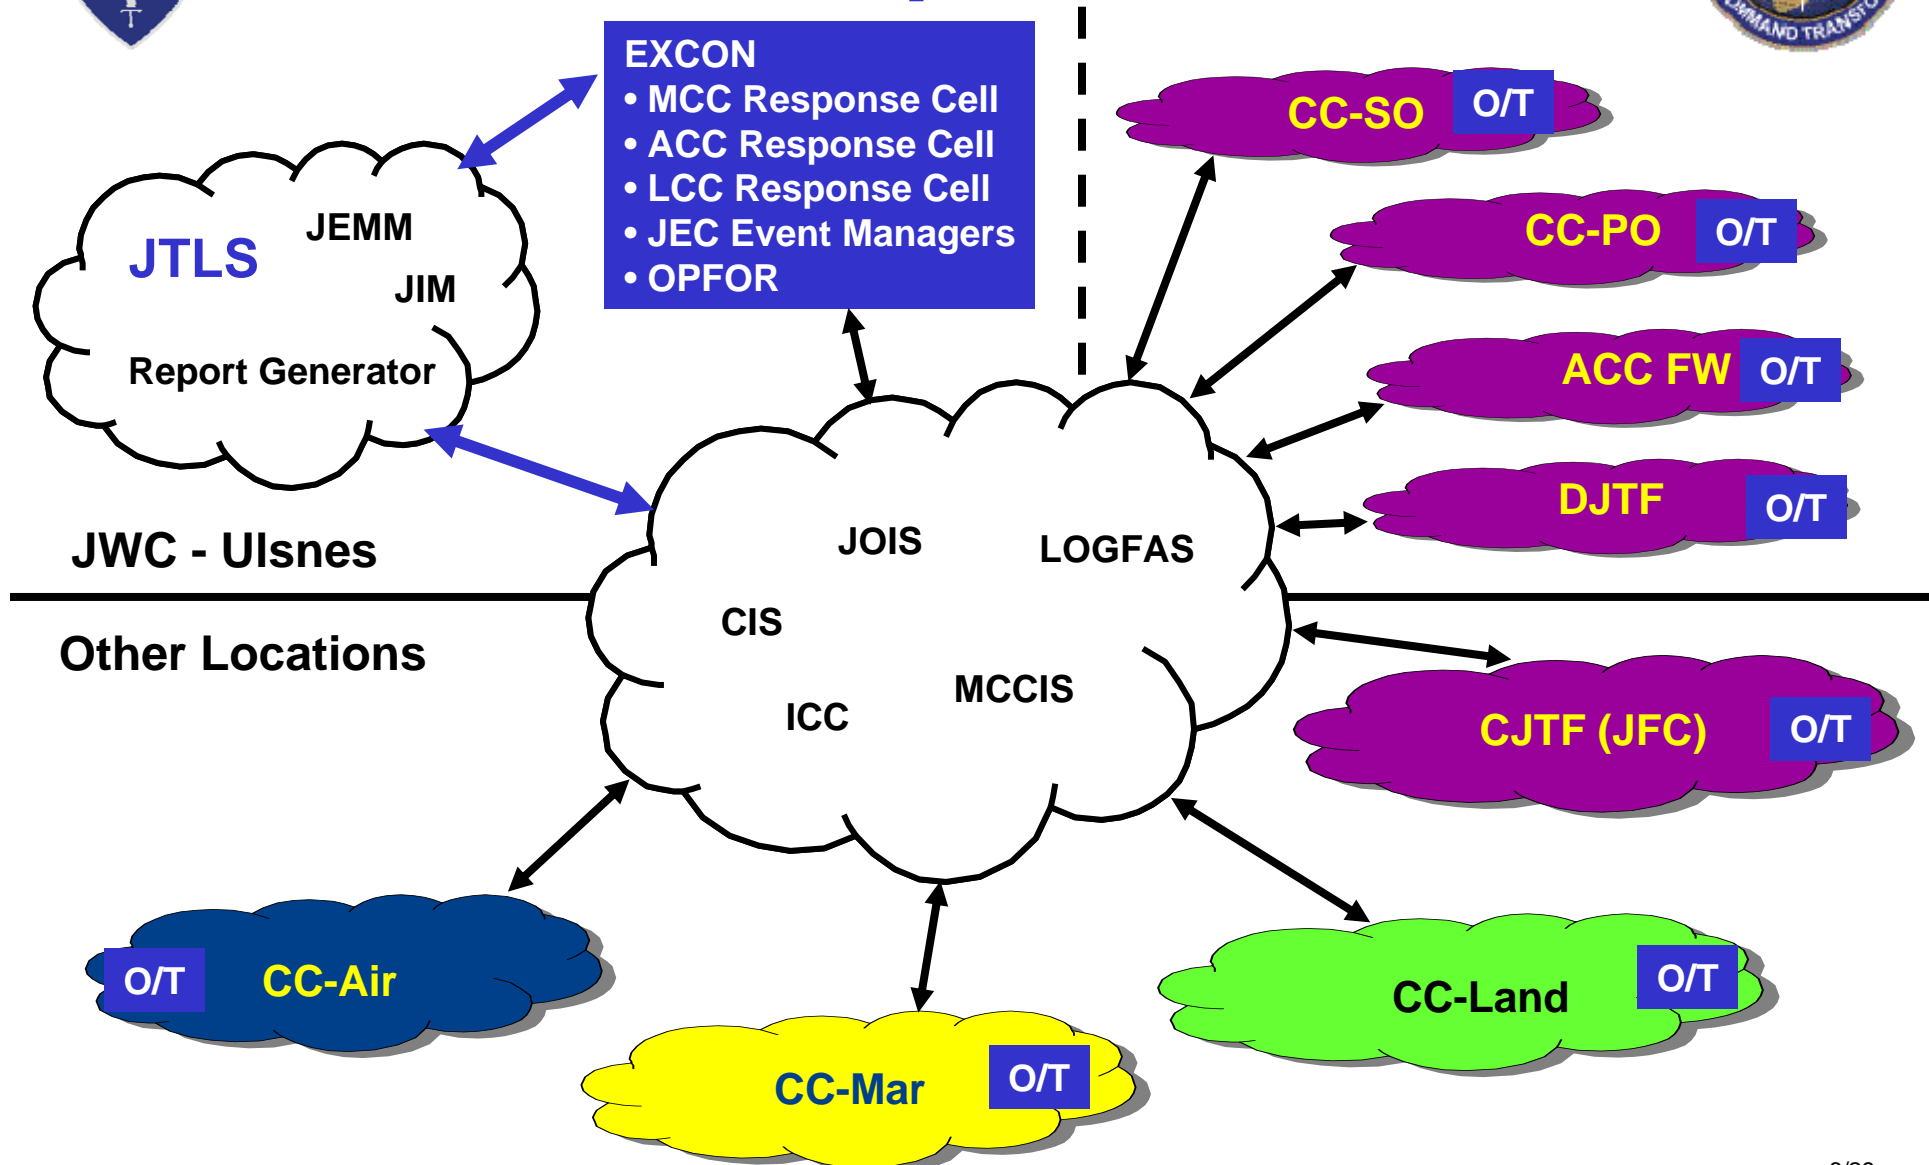 COMMAND TRANSFO
EXCON
• MCC Response Cell
• ACC Response Cell
• LCC Response Cell
• JEC Event Managers
• OPFOR
JTLS
JEMM
JIM
Report Generator
CC-SO
O/T
CC-PO
O/T
ACC FW
O/T
DJTF
O/T
JWC - Ulsnes
JOIS
LOGFAS
CIS
MCCIS
ICC
Other Locations
CJTF (JFC)
O/T
O/T
CC-Air
CC-Land
O/T
CC-Mar
O/T